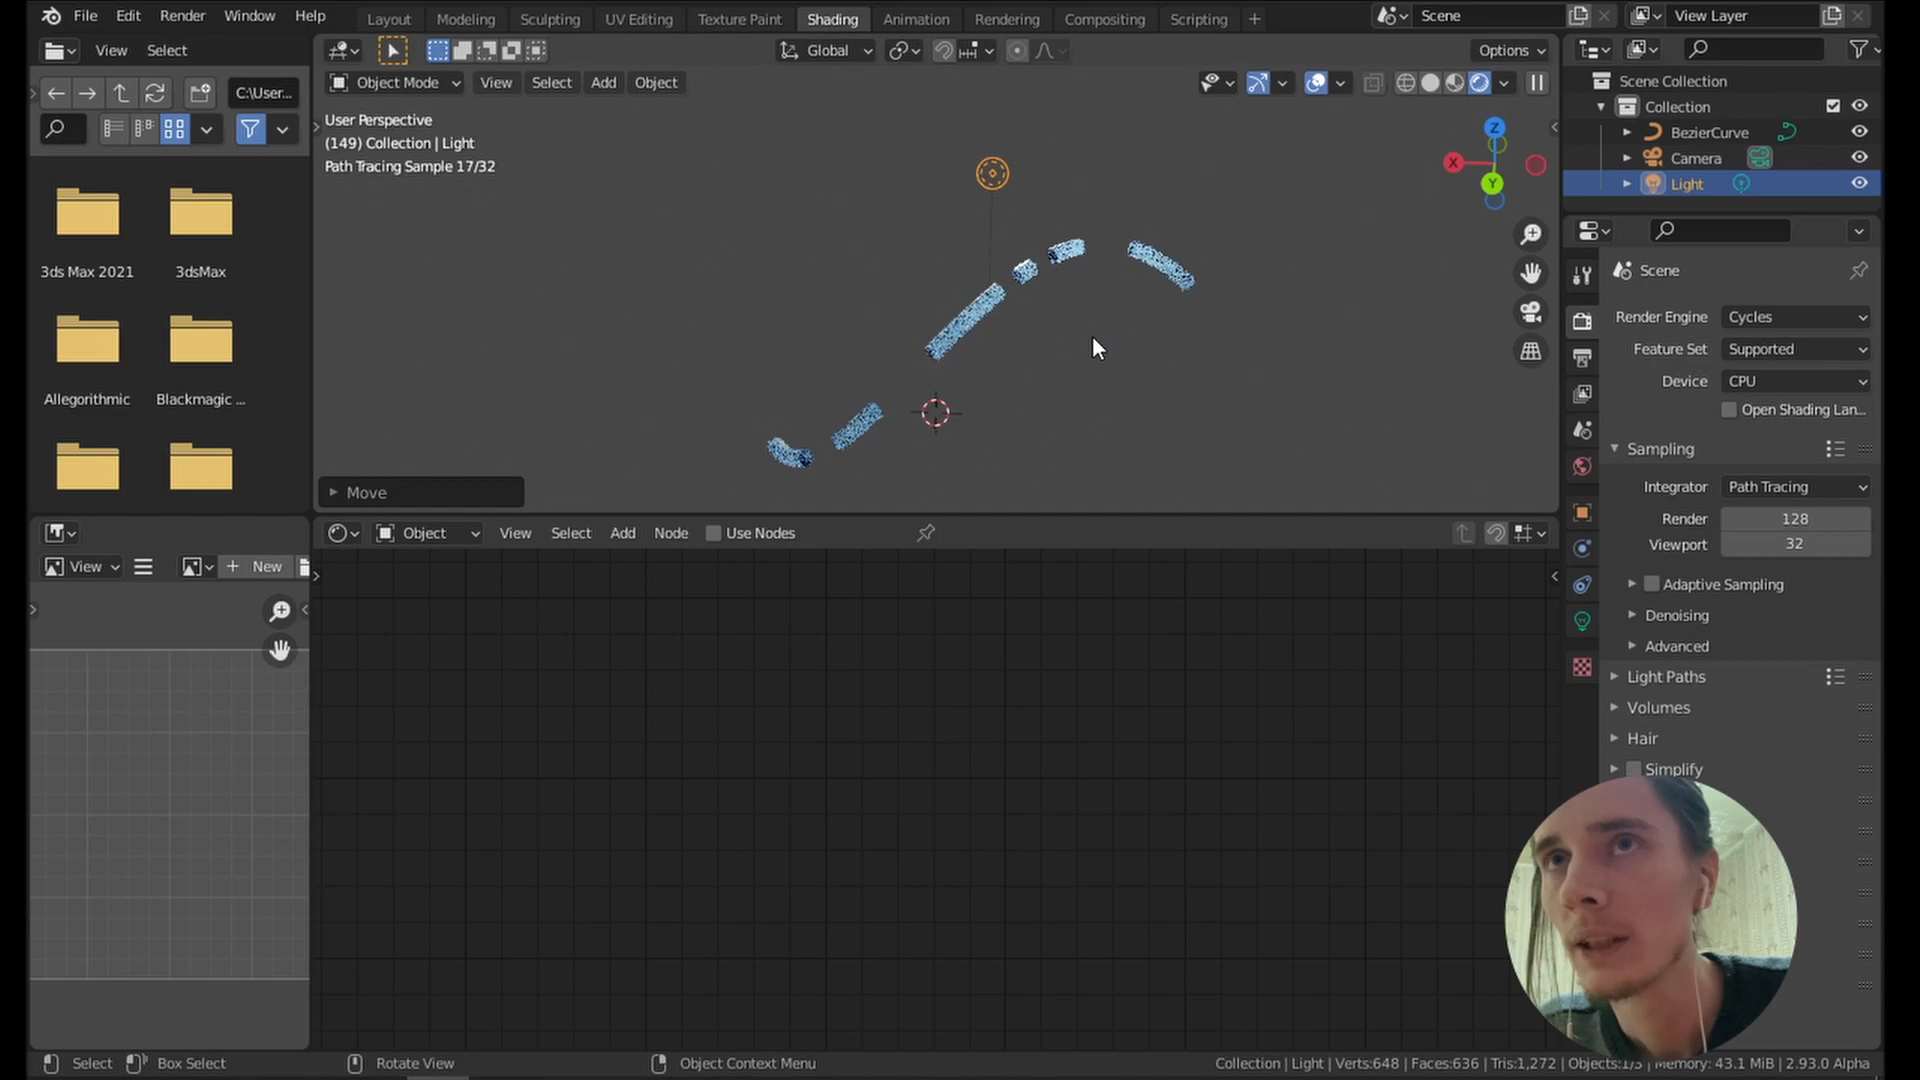 File Edit Render Window Help
Layout Modeling Sculpting UV Editing Texture Paint Shading Animation Rendering Compositing Scripting +
Scene
View Layer
View Select
Global
Options
C:\User...
Object Mode View Select Add Object
User Perspective
(149) Collection | Light
Path Tracing Sample 17/32
Z
X
Y
3ds Max 2021
3dsMax
Allegorithmic
Blackmagic ...
Move
Scene Collection
Collection
BezierCurve
Camera
Light
Scene
Render Engine Cycles
Feature Set Supported
Device CPU
Open Shading Lan...
Sampling
Integrator Path Tracing
Render 128
Viewport 32
Adaptive Sampling
Denoising
Advanced
Light Paths
Volumes
Hair
Simplify
Object View Select Add Node Use Nodes
View
+ New
Select
Box Select
Rotate View
Object Context Menu
Collection | Light | Verts:648 | Faces:636 | Tris:1,272 | Objects:1/3 | Memory: 43.1 MiB | 2.93.0 Alpha